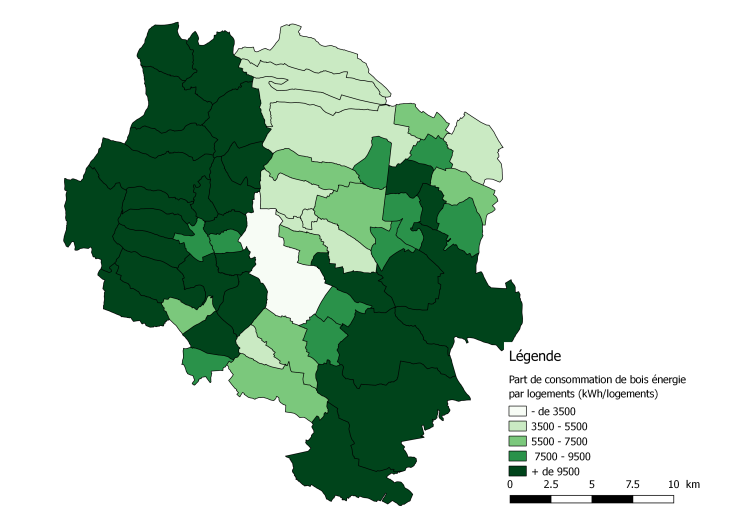 Légende
Part de consommation de bois énergie
par logements (kWh/logements)
- de 3500
3500 - 5500
5500 - 7500
7500 - 9500
+ de 9500
0 2.5 5 7.5 10 km